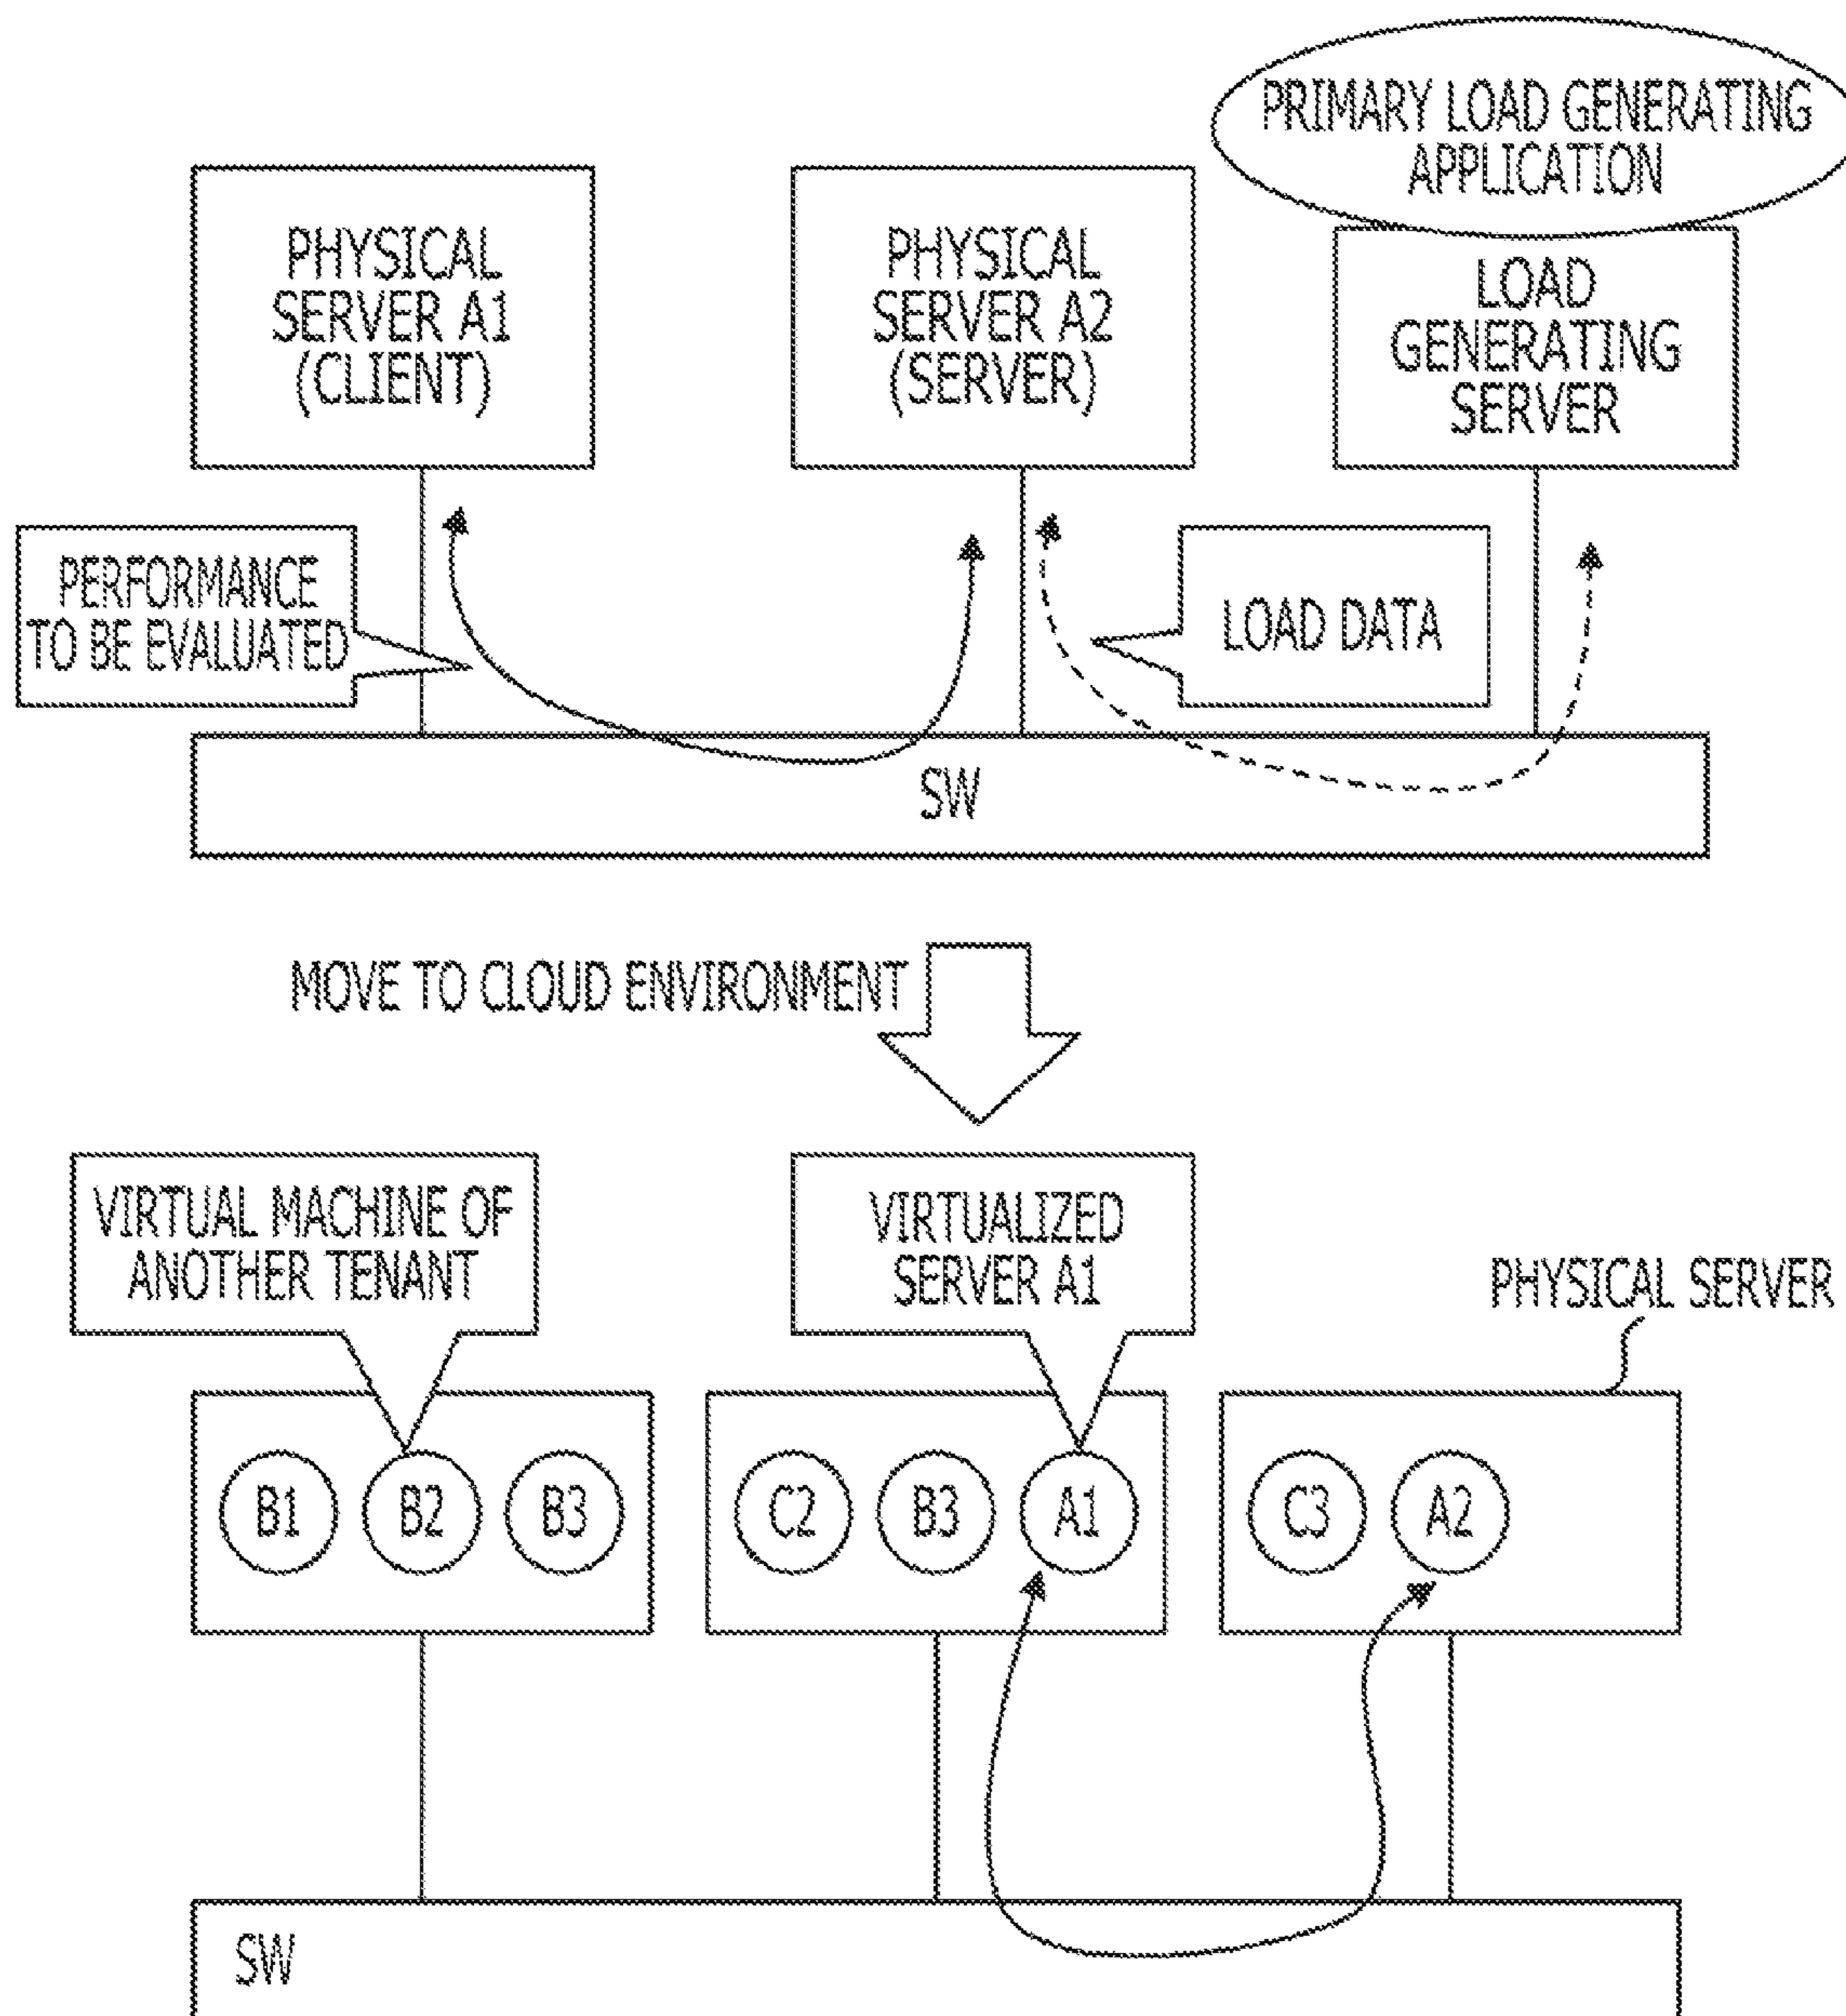 PRIMARY LOAD GENERATING
APPLICATION
PHYSICAL
SERVER A1
(CLIENT)
PHYSICAL
SERVER A2
(SERVER)
LOAD
GENERATING
SERVER
PERFORMANCE
TO BE EVALUATED
LOAD DATA
SW
MOVE TO CLOUD ENVIRONMENT
VIRTUAL MACHINE OF
ANOTHER TENANT
VIRTUALIZED
SERVER A1
PHYSICAL SERVER
B1 B2 B3 C2 B3 A1 C3 A2
SW